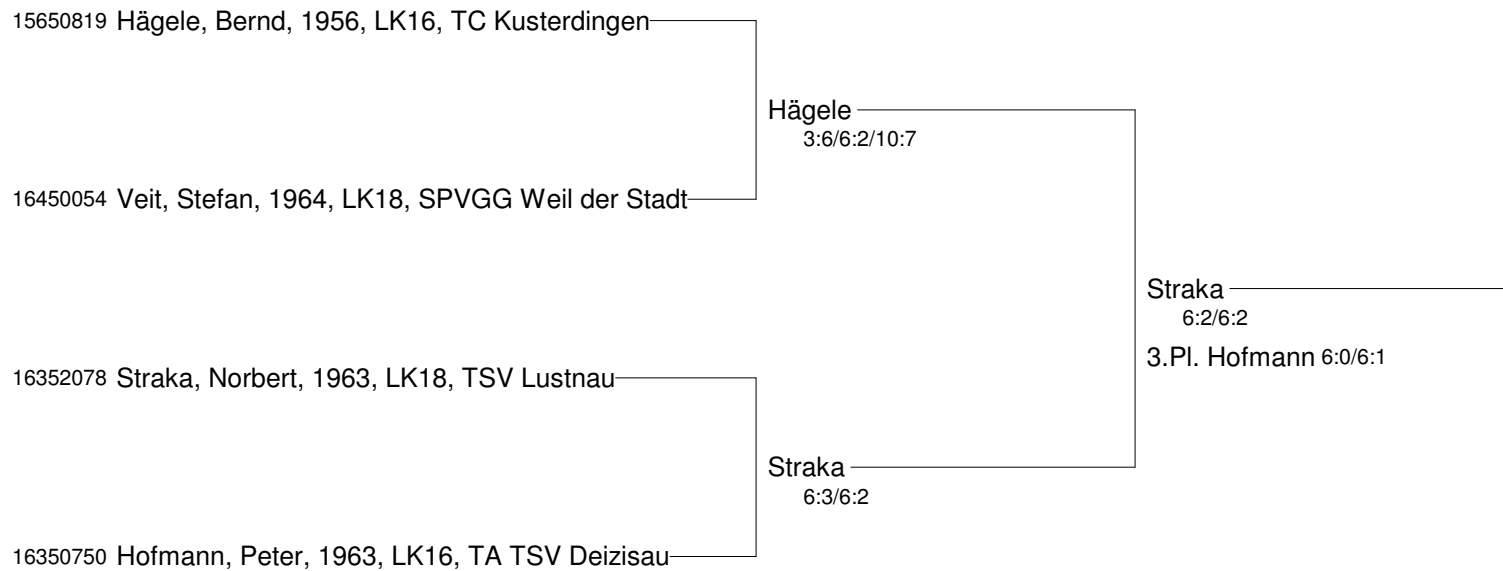 15650819 Hägele, Bernd, 1956, LK16, TC Kusterdingen
Hägele
3:6/6:2/10:7
16450054 Veit, Stefan, 1964, LK18, SPVGG Weil der Stadt
Straka
6:2/6:2
3.Pl. Hofmann 6:0/6:1
16352078 Straka, Norbert, 1963, LK18, TSV Lustnau
Straka
6:3/6:2
16350750 Hofmann, Peter, 1963, LK16, TA TSV Deizisau